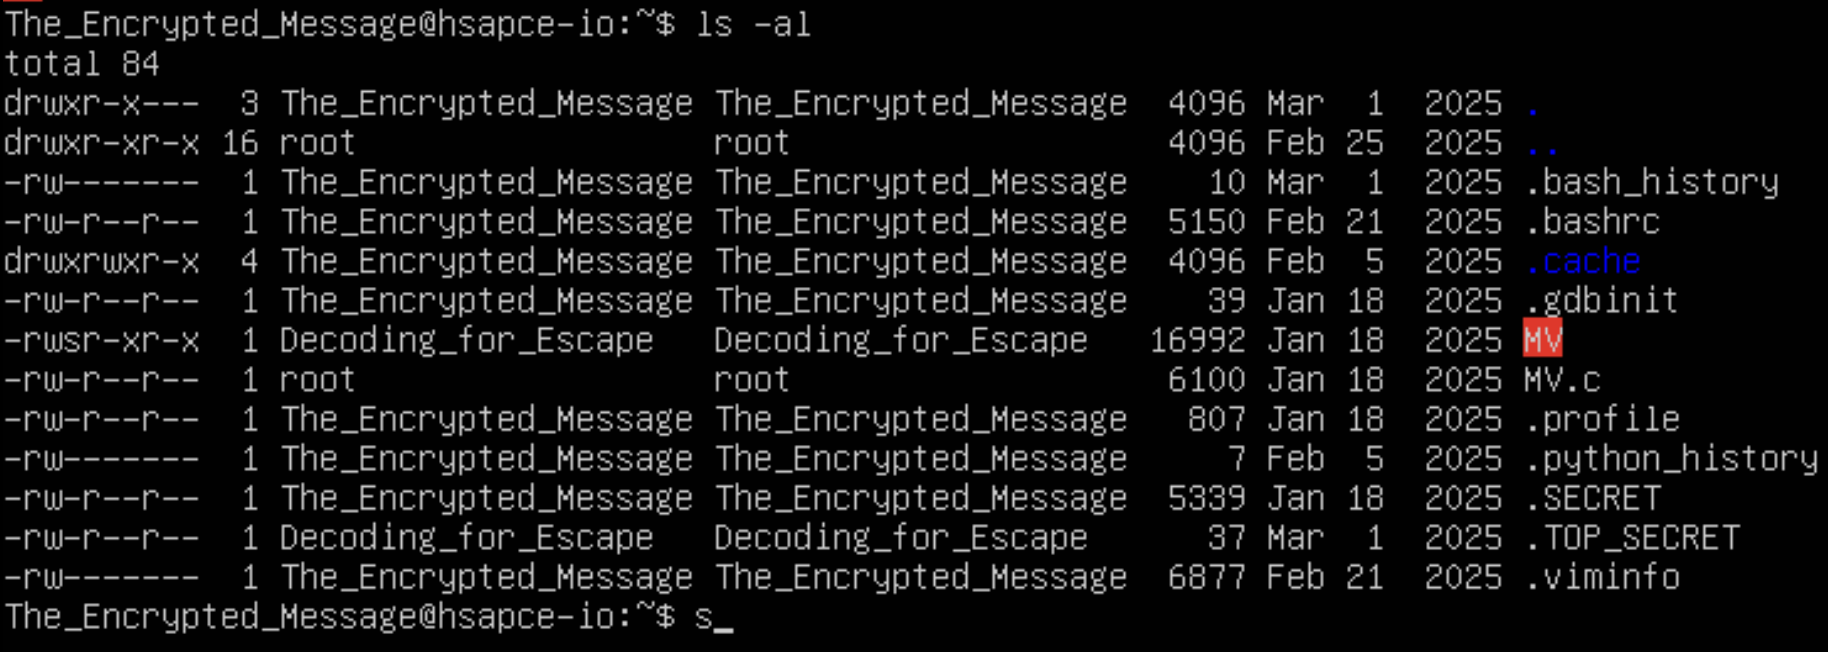 The_Encrypted_Message@hsapce-io:~$ ls -al
total 84
drwxr-x---  3 The_Encrypted_Message The_Encrypted_Message  4096 Mar  1  2025 .
drwxr-xr-x 16 root                  root                   4096 Feb 25  2025 ..
-rw-------  1 The_Encrypted_Message The_Encrypted_Message    10 Mar  1  2025 .bash_history
-rw-r--r--  1 The_Encrypted_Message The_Encrypted_Message  5150 Feb 21  2025 .bashrc
drwxrwxr-x  4 The_Encrypted_Message The_Encrypted_Message  4096 Feb  5  2025 .cache
-rw-r--r--  1 The_Encrypted_Message The_Encrypted_Message    39 Jan 18  2025 .gdbinit
-rwsr-xr-x  1 Decoding_for_Escape   Decoding_for_Escape   16992 Jan 18  2025 MV
-rw-r--r--  1 root                  root                   6100 Jan 18  2025 MV.c
-rw-r--r--  1 The_Encrypted_Message The_Encrypted_Message   807 Jan 18  2025 .profile
-rw-------  1 The_Encrypted_Message The_Encrypted_Message     7 Feb  5  2025 .python_history
-rw-r--r--  1 The_Encrypted_Message The_Encrypted_Message  5339 Jan 18  2025 .SECRET
-rw-r--r--  1 Decoding_for_Escape   Decoding_for_Escape      37 Mar  1  2025 .TOP_SECRET
-rw-------  1 The_Encrypted_Message The_Encrypted_Message  6877 Feb 21  2025 .viminfo
The_Encrypted_Message@hsapce-io:~$ s_